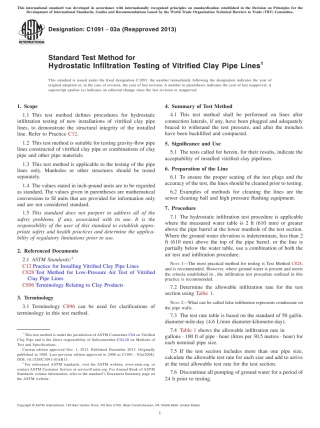 This international standard was developed in accordance with internationally recognized principles on standardization established in the Decision on Principles for the
Development of International Standards, Guides and Recommendations issued by the World Trade Organization Technical Barriers to Trade (TBT) Committee.
Designation: C1091 − 03a (Reapproved 2013)
INTERNATIONAL
Standard Test Method for
Hydrostatic Infiltration Testing of Vitrified Clay Pipe Lines1
This standard is issued under the fixed designation C1091; the number immediately following the designation indicates the year of
original adoption or, in the case of revision, the year of last revision. A number in parentheses indicates the year of last reapproval. A
superscript epsilon (ε) indicates an editorial change since the last revision or reapproval.
1. Scope
1.1 This test method defines procedures for hydrostatic
infiltration testing of new installations of vitrified clay pipe
lines, to demonstrate the structural integrity of the installed
line. Refer to Practice C12.
1.2 This test method is suitable for testing gravity-flow pipe
lines constructed of vitrified clay pipe or combinations of clay
pipe and other pipe materials.
1.3 This test method is applicable to the testing of the pipe
lines only. Manholes or other structures should be tested
separately.
1.4 The values stated in inch-pound units are to be regarded
as standard. The values given in parentheses are mathematical
conversions to SI units that are provided for information only
and are not considered standard.
1.5 This standard does not purport to address all of the
safety problems, if any, associated with its use. It is the
responsibility of the user of this standard to establish appro-
priate safety and health practices and determine the applica-
bility of regulatory limitations prior to use.
2. Referenced Documents
2.1 ASTM Standards:2
C12 Practice for Installing Vitrified Clay Pipe Lines
C828 Test Method for Low-Pressure Air Test of Vitrified
Clay Pipe Lines
C896 Terminology Relating to Clay Products
3. Terminology
3.1 Terminology C896 can be used for clarifications of
terminology in this test method.
1 This test method is under the jurisdiction of ASTM Committee C04 on Vitrified
Clay Pipe and is the direct responsibility of Subcommittee C04.20 on Methods of
Test and Specifications.
Current edition approved Dec. 1, 2013. Published December 2013. Originally
DOI: 10.1520/C1091-03AR13.
2 For referenced ASTM standards, visit the ASTM website, www.astm.org, or
contact ASTM Customer Service at service@astm.org. For Annual Book of ASTM
Standards volume information, refer to the standard's Document Summary page on
the ASTM website.
4. Summary of Test Method
4.1 This test method shall be performed on lines after
connection laterals, if any, have been plugged and adequately
braced to withstand the test pressure, and after the trenches
have been backfilled and compacted.
5. Significance and Use
5.1 The tests called for herein, for their results, indicate the
acceptability of installed vitrified clay pipelines.
6. Preparation of the Line
6.1 To ensure the proper seating of the test plugs and the
accuracy of the test, the lines should be cleaned prior to testing.
6.2 Examples of methods for cleaning the lines are the
sewer cleaning ball and high pressure flushing equipment.
7. Procedure
7.1 The hydrostatic infiltration test procedure is applicable
where the measured water table is 2 ft (610 mm) or greater
above the pipe barrel at the lower manhole of the test section.
Where the ground water elevation is indeterminate, less than 2
ft (610 mm) above the top of the pipe barrel, or the line is
partially below the water table, use a combination of both the
air test and infiltration procedure.
NOTE 1—The most practical method for testing is Test Method C828,
and is recommended. However, where ground water is present and meets
the criteria established in , the infiltration test procedure outlined in this
practice is recommended.
7.2 Determine the allowable infiltration rate for the test
section using Table 1.
NOTE 2—What can be called false infiltration represents condensate on
the pipe walls.
7.3 The test rate table is based on the standard of 50 gal/in.
diameter-mile-day (4.6 L/mm diameter-kilometer-day).
7.4 Table 1 shows the allowable infiltration rate in
gallons · 100 ft of pipe · hour (litres per 30.5 metres · hour) for
each nominal pipe size.
7.5 If the test section includes more than one pipe size,
calculate the allowable test rate for each size and add to arrive
at the total allowable test rate for the test section.
7.6 Discontinue all pumping of ground water for a period of
24 h prior to testing.
Copyright © ASTM International, 100 Barr Harbor Drive, PO Box C700, West Conshohocken, PA 19428-2959. United States
1